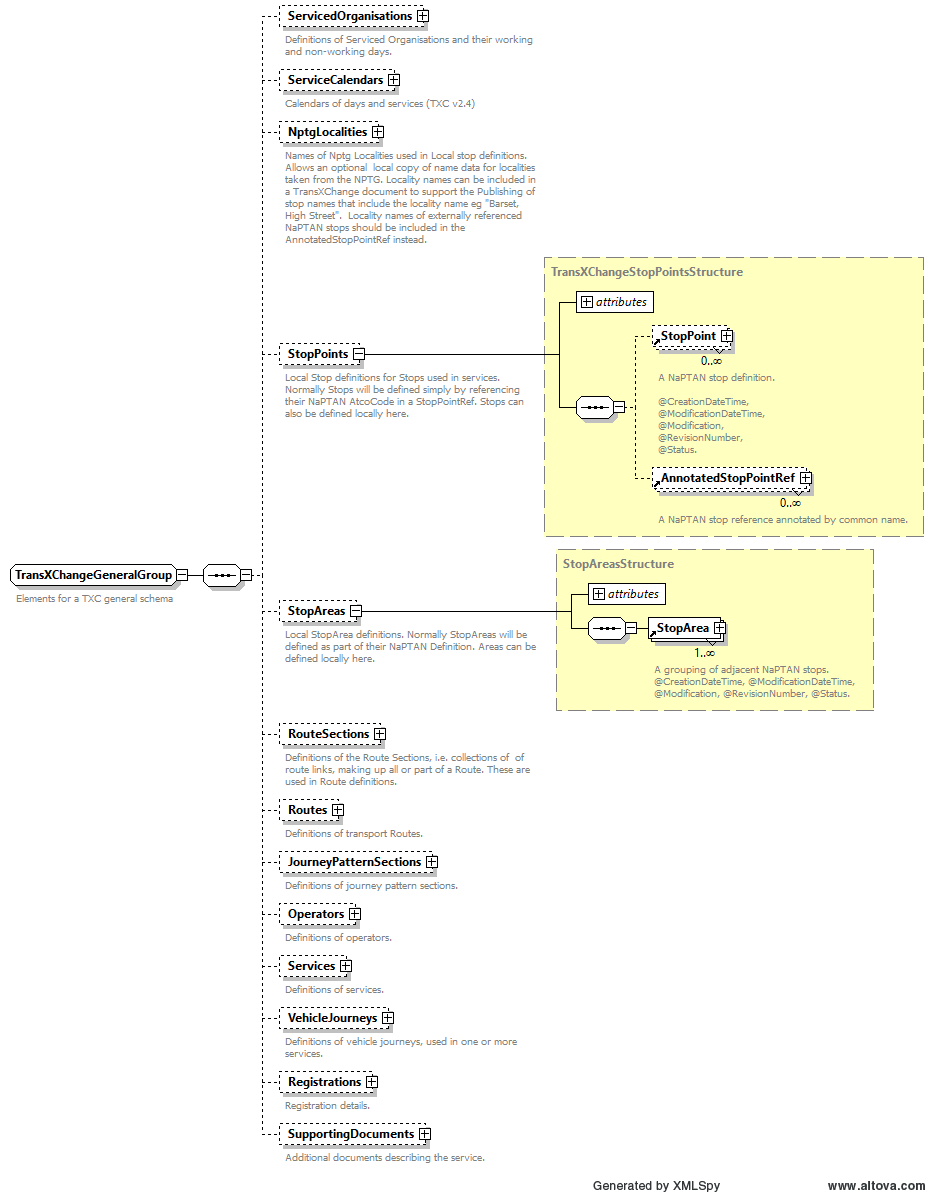 ServicedOrganisations
Definitions of Serviced Organisations and their working
and non-working days.
ServiceCalendars
Calendars of days and services (TXC v2.4)
NptgLocalities
Names of Nptg Localities used in Local stop definitions.
Allows an optional  local copy of name data for localities
taken from the NPTG. Locality names can be included in
a TransXChange document to support the Publishing of
stop names that include the locality name eg "Barset,
High Street".  Locality names of externally referenced
NaPTAN stops should be included in the
AnnotatedStopPointRef instead.
TransXChangeStopPointsStructure
attributes
StopPoints
Local Stop definitions for Stops used in services.
Normally Stops will be defined simply by referencing
their NaPTAN AtcoCode in a StopPointRef. Stops can
also be defined locally here.
StopPoint
0..∞
A NaPTAN stop definition.
@CreationDateTime,
@ModificationDateTime,
@Modification,
@RevisionNumber,
@Status.
AnnotatedStopPointRef
0..∞
A NaPTAN stop reference annotated by common name.
TransXChangeGeneralGroup
Elements for a TXC general schema
StopAreasStructure
attributes
StopAreas
Local StopArea definitions. Normally StopAreas will be
defined as part of their NaPTAN Definition. Areas can be
defined locally here.
StopArea
1..∞
A grouping of adjacent NaPTAN stops.
@CreationDateTime, @ModificationDateTime,
@Modification, @RevisionNumber, @Status.
RouteSections
Definitions of the Route Sections, i.e. collections of  of
route links, making up all or part of a Route. These are
used in Route definitions.
Routes
Definitions of transport Routes.
JourneyPatternSections
Definitions of journey pattern sections.
Operators
Definitions of operators.
Services
Definitions of services.
VehicleJourneys
Definitions of vehicle journeys, used in one or more
services.
Registrations
Registration details.
SupportingDocuments
Additional documents describing the service.
Generated by XMLSpy
www.altova.com